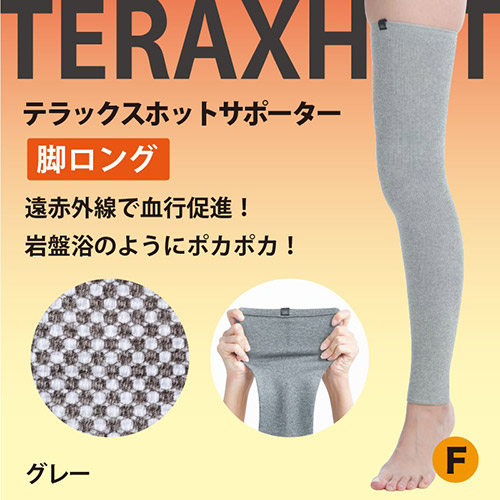 TERAXHOT
テラックスホットサポーター
脚ロング
遠赤外線で血行促進！
岩盤浴のようにポカポカ！
グレー
F